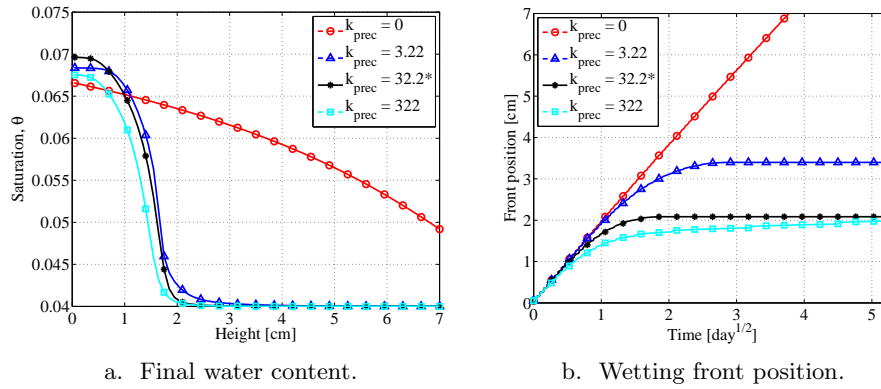 0.075
0.07
0.065
0.06
0.055
0.05
0.045
0.04
Saturation, θ
0 1 2 3 4 5 6 7
Height [cm]
k_prec = 0
k_prec = 3.22
k_prec = 32.2*
k_prec = 322
a. Final water content.
7
6
5
4
3
2
1
0
Front position [cm]
0 1 2 3 4 5
Time [day^1/2]
k_prec = 0
k_prec = 3.22
k_prec = 32.2*
k_prec = 322
b. Wetting front position.